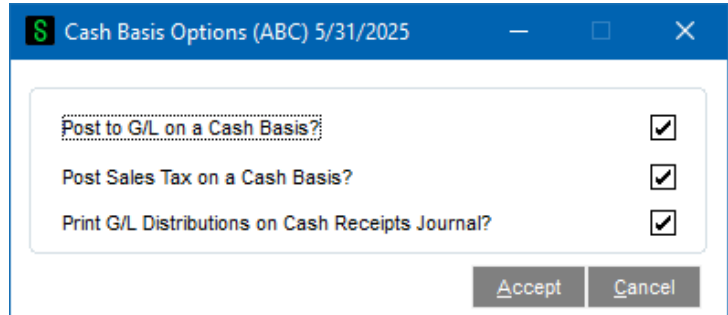 S Cash Basis Options (ABC) 5/31/2025
Post to G/L on a Cash Basis?
Post Sales Tax on a Cash Basis?
Print G/L Distributions on Cash Receipts Journal?
Accept Cancel